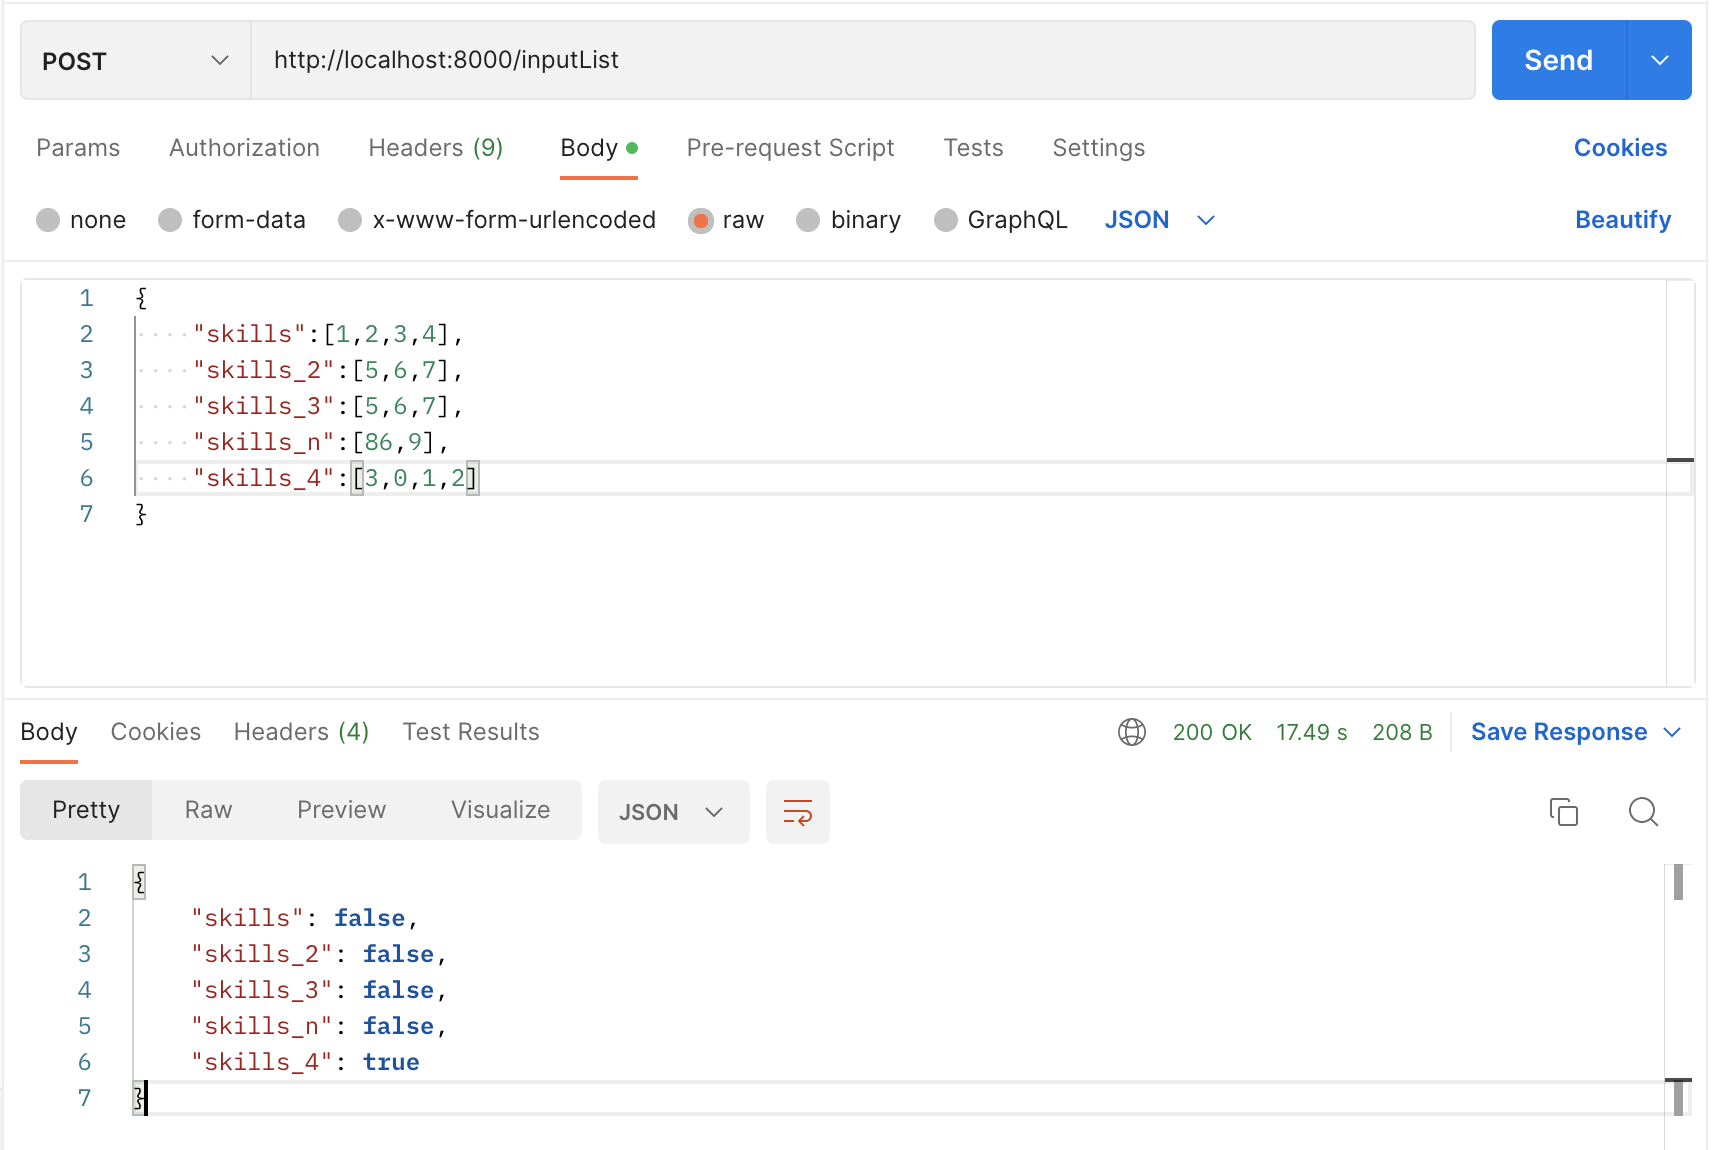 POST http://localhost:8000/inputList Send
Params Authorization Headers (9) Body Pre-request Script Tests Settings Cookies
none form-data x-www-form-urlencoded raw binary GraphQL JSON Beautify
1 {
2 ····"skills":[1,2,3,4],
3 ····"skills_2":[5,6,7],
4 ····"skills_3":[5,6,7],
5 ····"skills_n":[86,9],
6 ····"skills_4":[3,0,1,2]
7 }
Body Cookies Headers (4) Test Results 200 OK 17.49 s 208 B Save Response
Pretty Raw Preview Visualize JSON
1 {
2 "skills": false,
3 "skills_2": false,
4 "skills_3": false,
5 "skills_n": false,
6 "skills_4": true
7 }